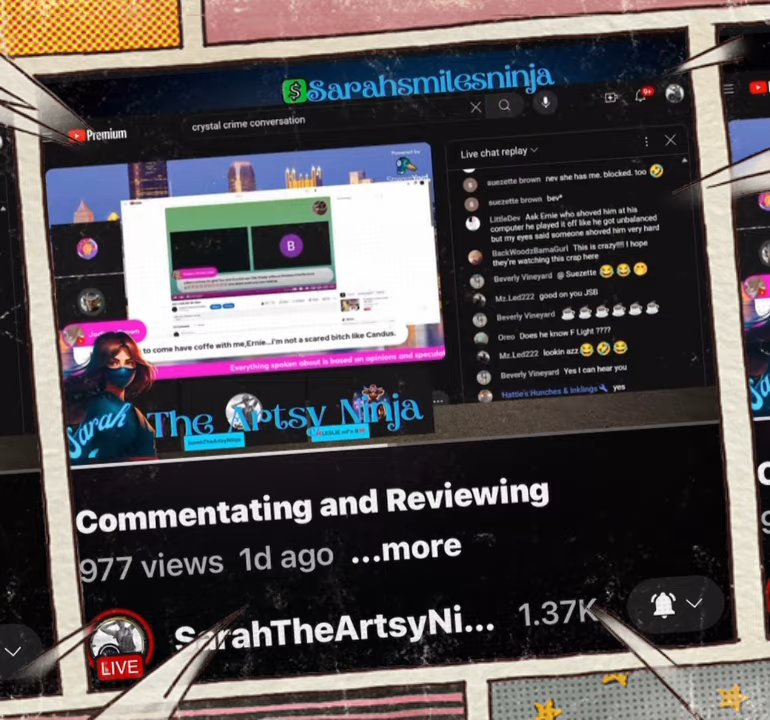 $Sarahsmilesninja
Premium
crystal crime conversation
9+
Powered by
Live chat replay
suezette brown nev she has me. blocked. too 🤣
suezette brown bev*
LittleDev Ask Ernie who shoved him at his
computer he played it off like he got unbalanced
but my eyes said someone shoved him very hard
BackWoodzBamaGurl This is crazy!!!! I hope
they're watching this crap here
Beverly Vineyard @ Suezette 😂😂🤭
Mz.Led222 good on you JSB
Beverly Vineyard ☕☕☕☕☕☕
Oreo Does he know F Light ????
Mz.Led222 lookin azz 😂🤣😂
Beverly Vineyard Yes I can hear you
Hattie's Hunches & Inklings🔧 yes
B
to come have coffe with me,Ernie...i'm not a scared bitch like Candus.
Everything spoken about is based on opinions and specula
Sarah The Artsy Ninja
SarahTheArtsyNinja
Commentating and Reviewing
977 views 1d ago ...more
LIVE
SarahTheArtsyNi... 1.37K